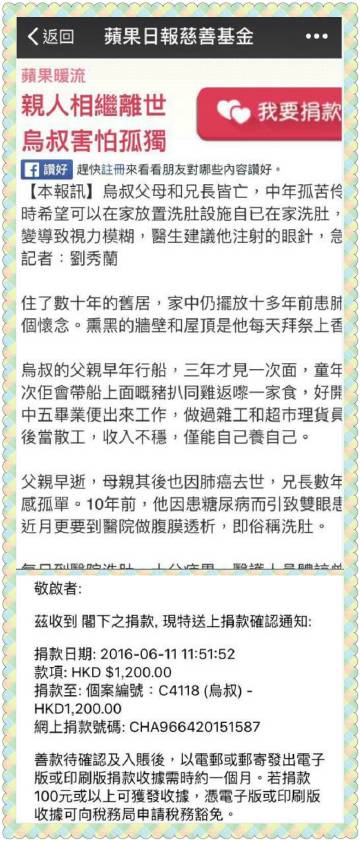 返回 蘋果日報慈善基金
蘋果暖流
親人相繼離世
烏叔害怕孤獨
我要捐款
讚好 趕快註冊來看看朋友對哪些內容讚好。
【本報訊】烏叔父母和兄長皆亡，中年孤苦伶
時希望可以在家放置洗肚設施自已在家洗肚，
變導致視力模糊，醫生建議他注射的眼針，急
記者：劉秀蘭
住了數十年的舊居，家中仍擺放十多年前患肺
個懷念。熏黑的牆壁和屋頂是他每天拜祭上香
烏叔的父親早年行船，三年才見一次面，童年
次佢會帶船上面嘅豬扒同雞返嚟一家食，好開
中五畢業便出來工作，做過雜工和超市理貨員
後當散工，收入不穩，僅能自己養自己。
父親早逝，母親其後也因肺癌去世，兄長數年
感孤單。10年前，他因患糖尿病而引致雙眼患
近月更要到醫院做腹膜透析，即俗稱洗肚。
敬啟者:
茲收到 閣下之捐款, 現特送上捐款確認通知:
捐款日期: 2016-06-11 11:51:52
款項: HKD $1,200.00
捐款至: 個案編號：C4118 (烏叔) -
HKD1,200.00
網上捐款號碼: CHA966420151587
善款待確認及入賬後，以電郵或郵寄發出電子
版或印刷版捐款收據需時約一個月。若捐款
100元或以上可獲發收據，憑電子版或印刷版
收據可向稅務局申請稅務豁免。